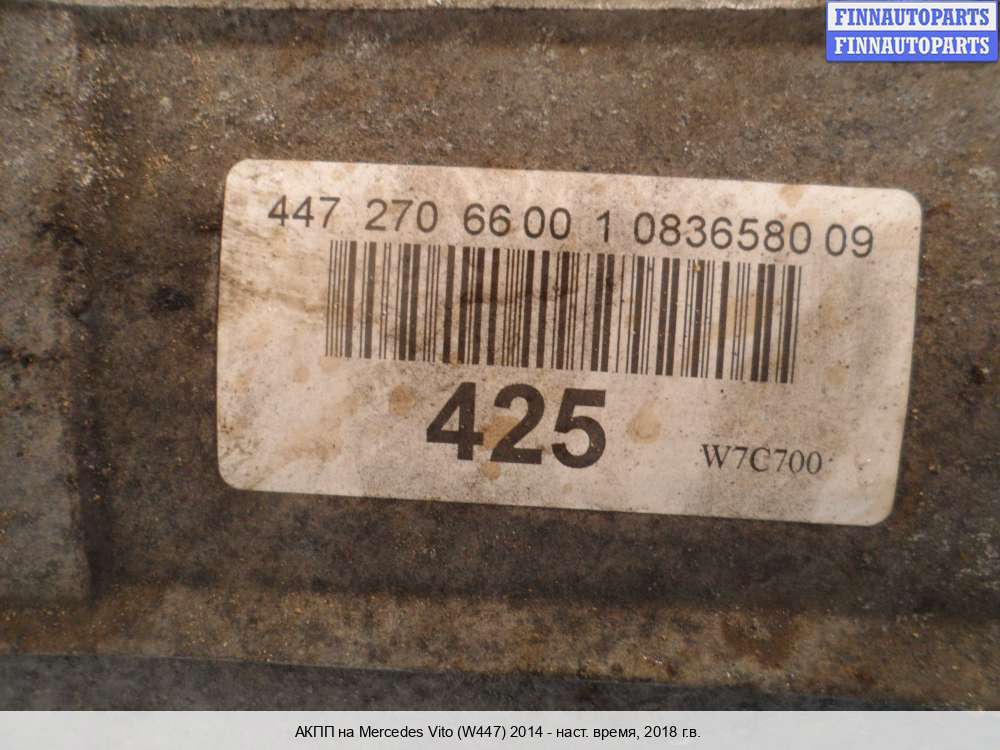 FINNAUTOPARTS
FINNAUTOPARTS
447 270 66 00 1 0836580 09
425
W7C700
АКПП на Mercedes Vito (W447) 2014 - наст. время, 2018 г.в.